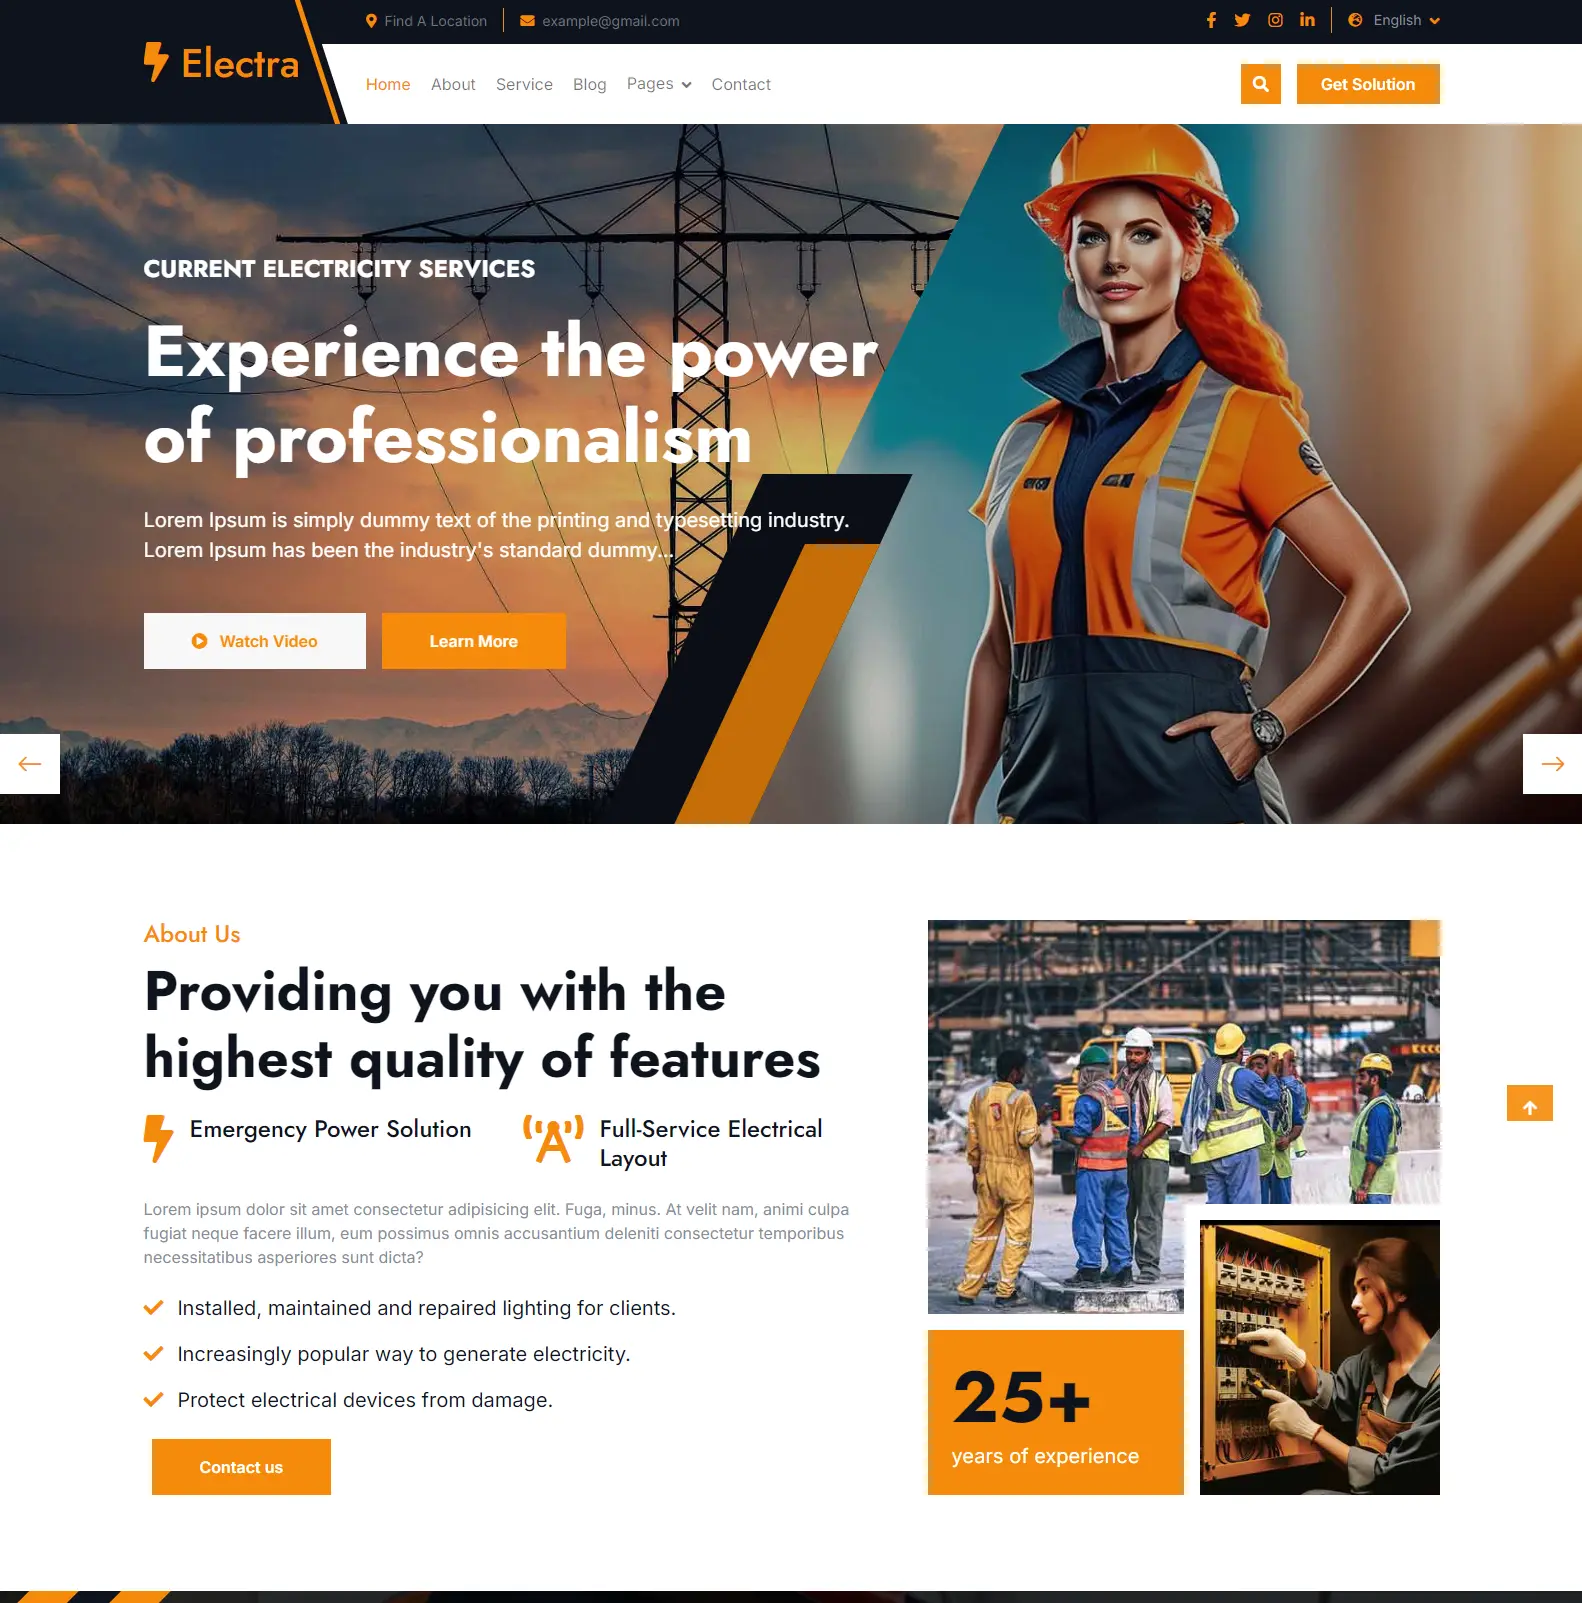 Find A Location
example@gmail.com
English
Electra
Home
About
Service
Blog
Pages
Contact
Get Solution
CURRENT ELECTRICITY SERVICES
Experience the power
of professionalism
Lorem Ipsum is simply dummy text of the printing and typesetting industry.
Lorem Ipsum has been the industry's standard dummy...
Watch Video
Learn More
About Us
Providing you with the
highest quality of features
Emergency Power Solution
Full-Service Electrical
Layout
Lorem ipsum dolor sit amet consectetur adipisicing elit. Fuga, minus. At velit nam, animi culpa
fugiat neque facere illum, eum possimus omnis accusantium deleniti consectetur temporibus
necessitatibus asperiores sunt dicta?
Installed, maintained and repaired lighting for clients.
Increasingly popular way to generate electricity.
Protect electrical devices from damage.
Contact us
25+
years of experience